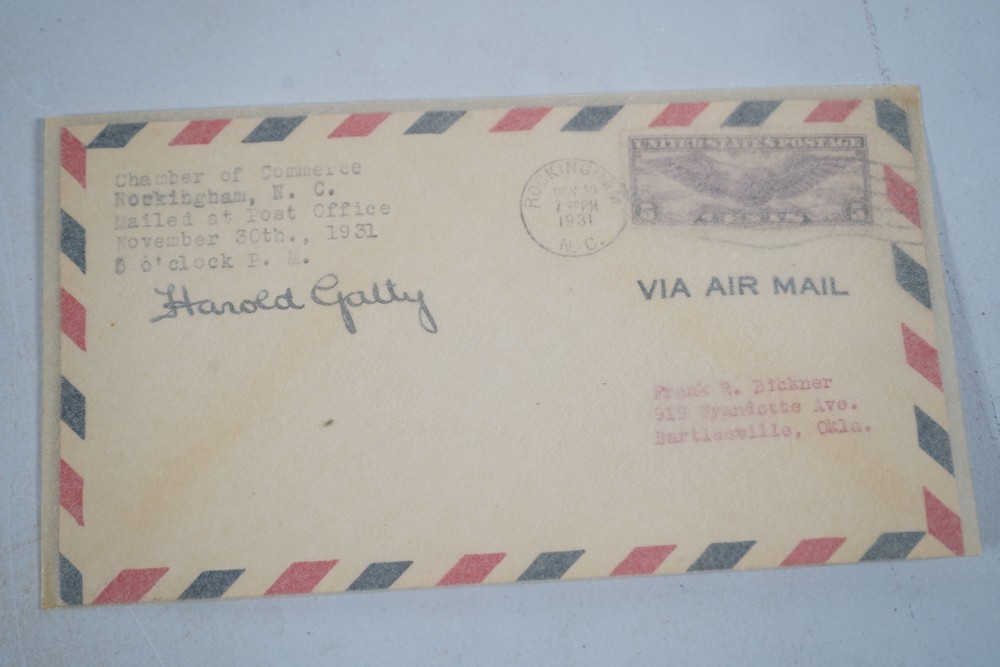 Chamber of Commerce
Rockingham, N. C.
Mailed at Post Office
November 30th., 1931
5 o'clock P. M.
Harold Gatty
ROCKINGHAM
NOV 30
7 PM
1931
N. C.
UNITED STATES POSTAGE
5 CENTS 5
VIA AIR MAIL
Frank R. Bickner
919 Wyandotte Ave.
Bartlesville, Okla.